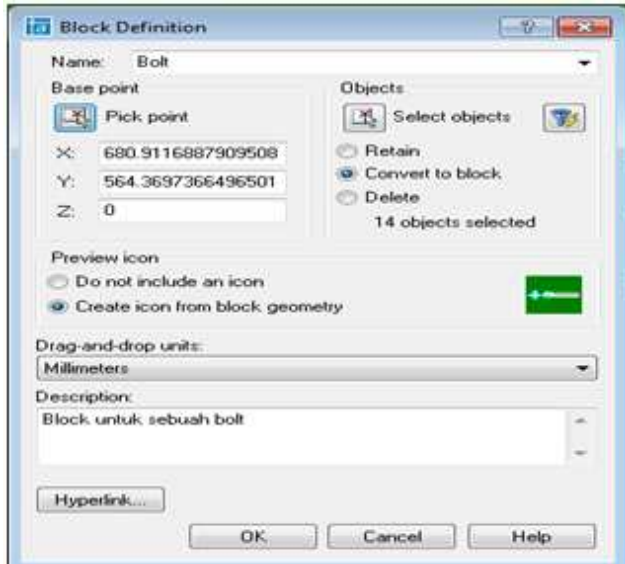 Block Definition
Name: Bolt
Base point
Pick point
X: 680.9116887909508
Y: 564.3697366496501
Z: 0
Objects
Select objects
Retain
Convert to block
Delete
14 objects selected
Preview icon
Do not include an icon
Create icon from block geometry
Drag-and-drop units:
Millimeters
Description:
Block untuk sebuah bolt
Hyperlink...
OK Cancel Help